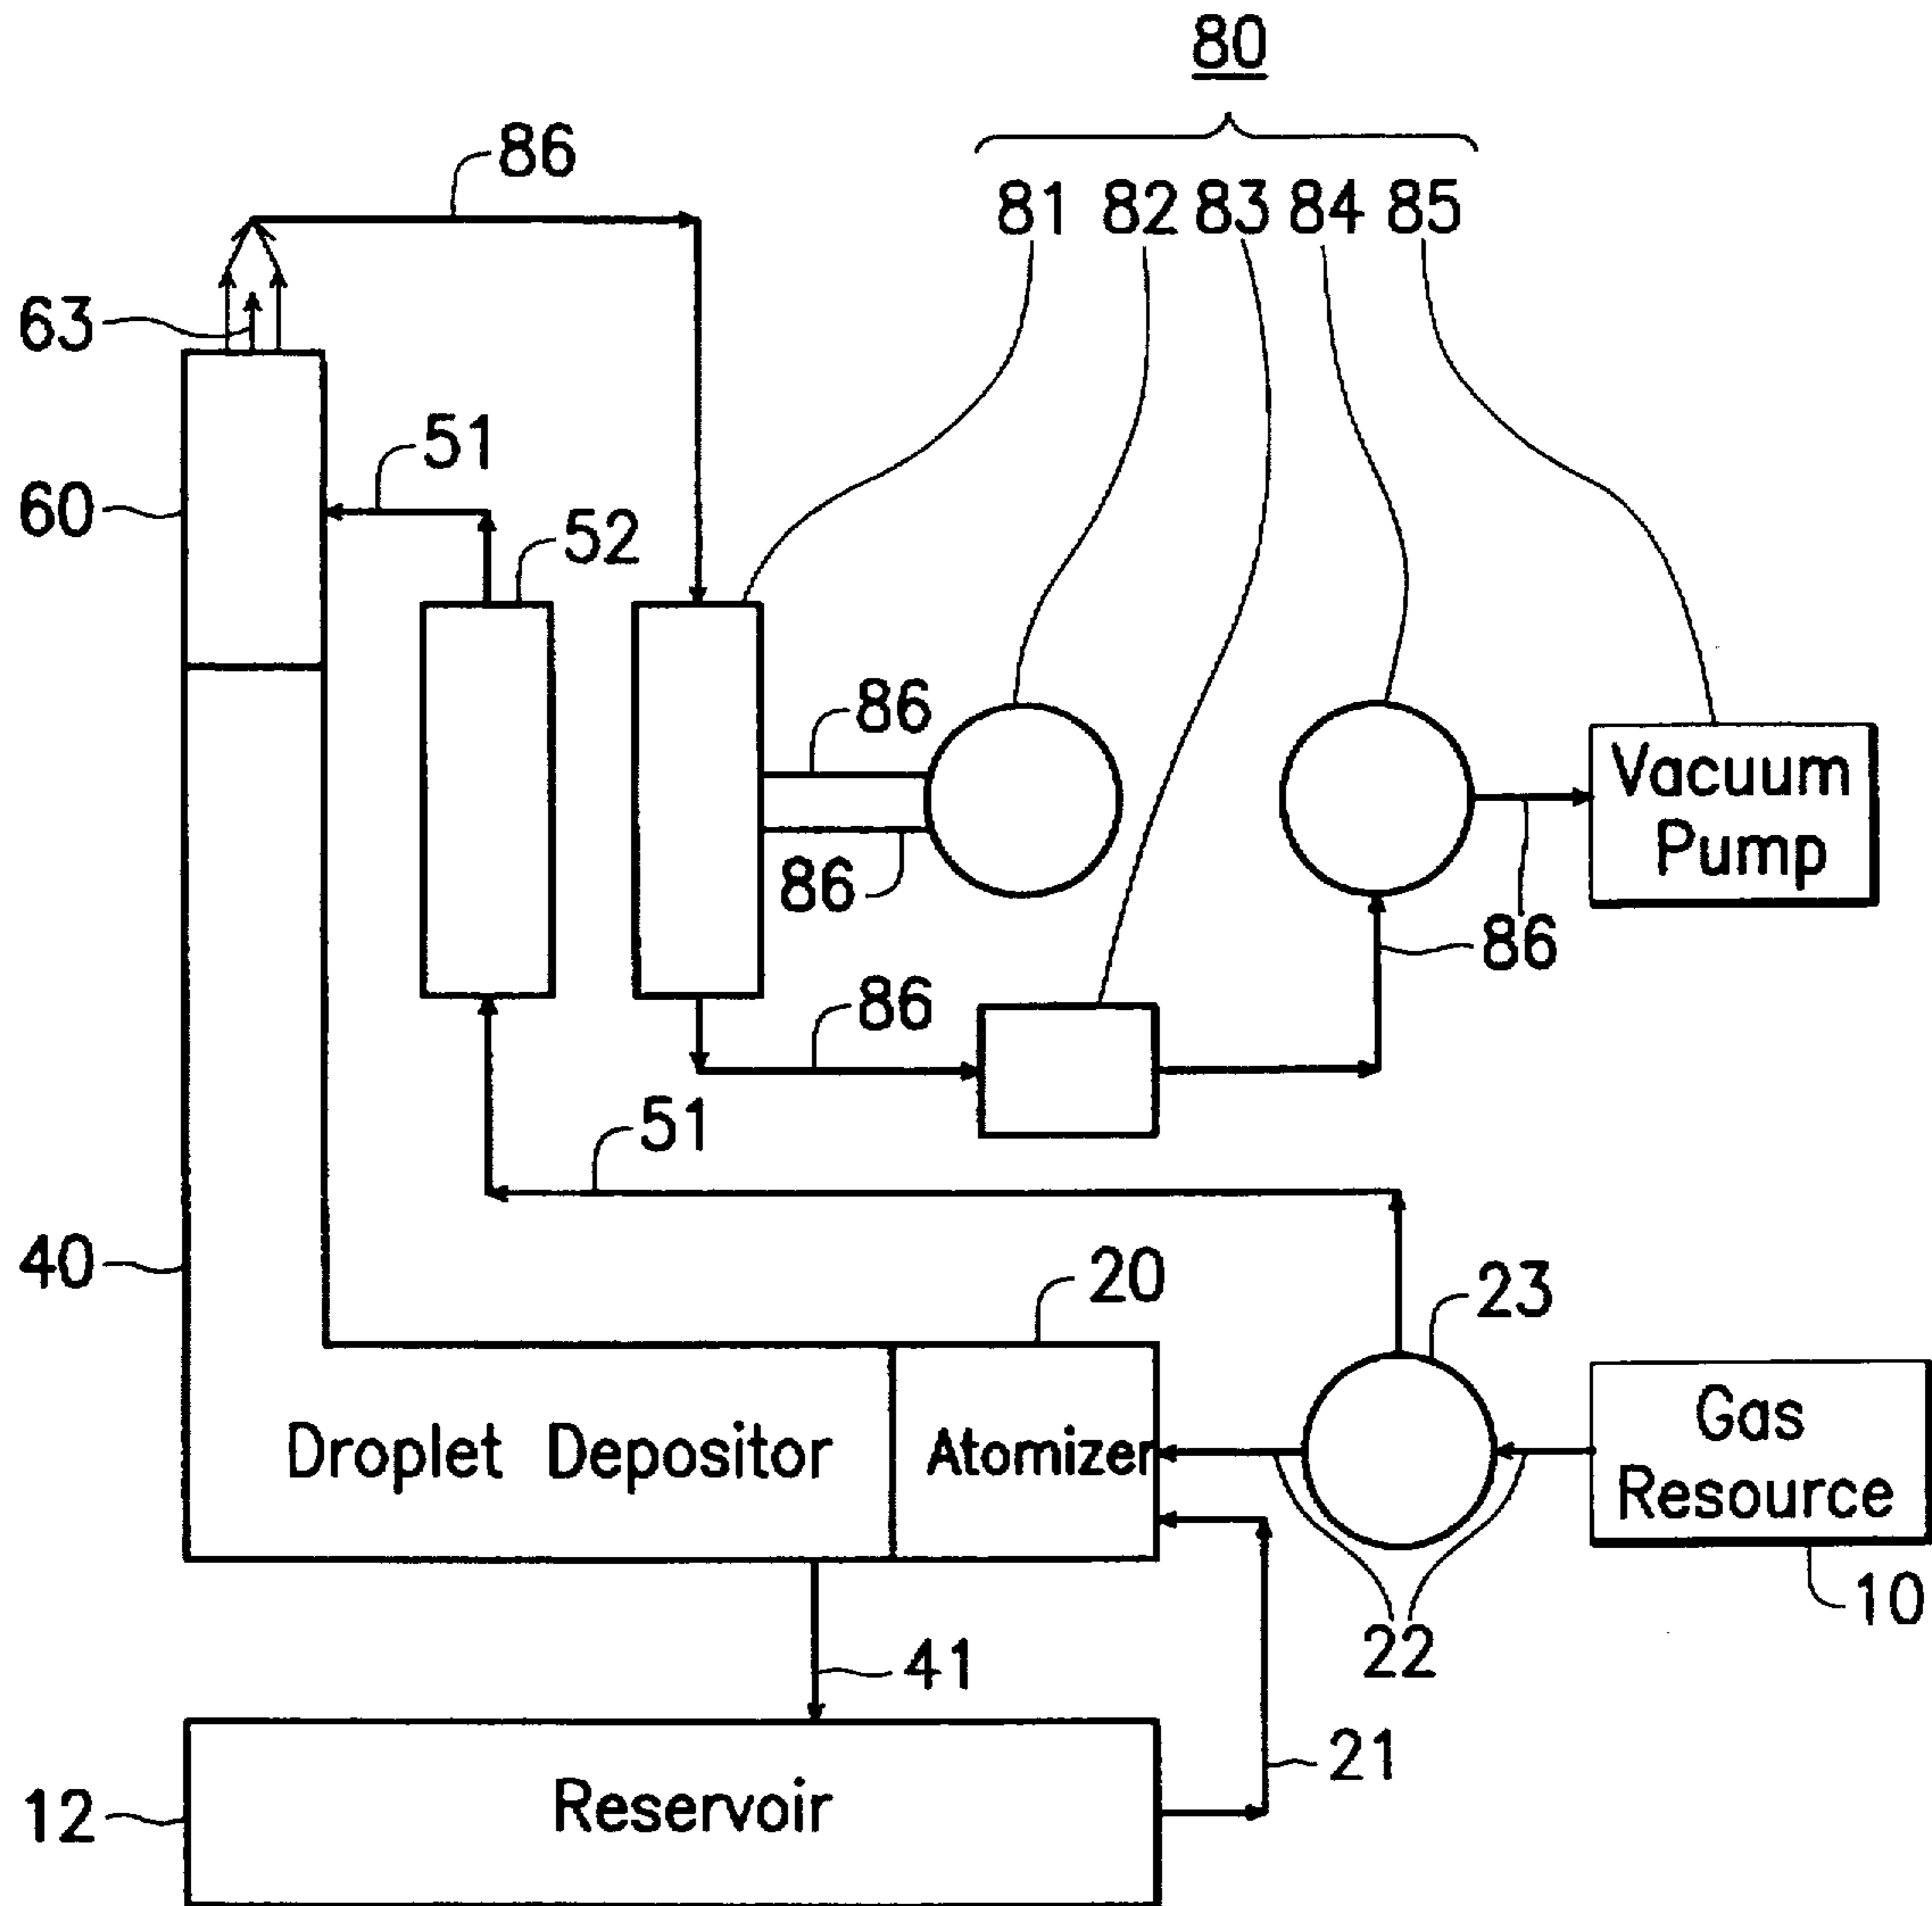 80
86
81 82 83 84 85
63
51
60
52
86
Vacuum
Pump
86
86
86
51
40
20
23
Gas
Resource
Droplet Depositor
Atomizer
10
22
41
21
12
Reservoir